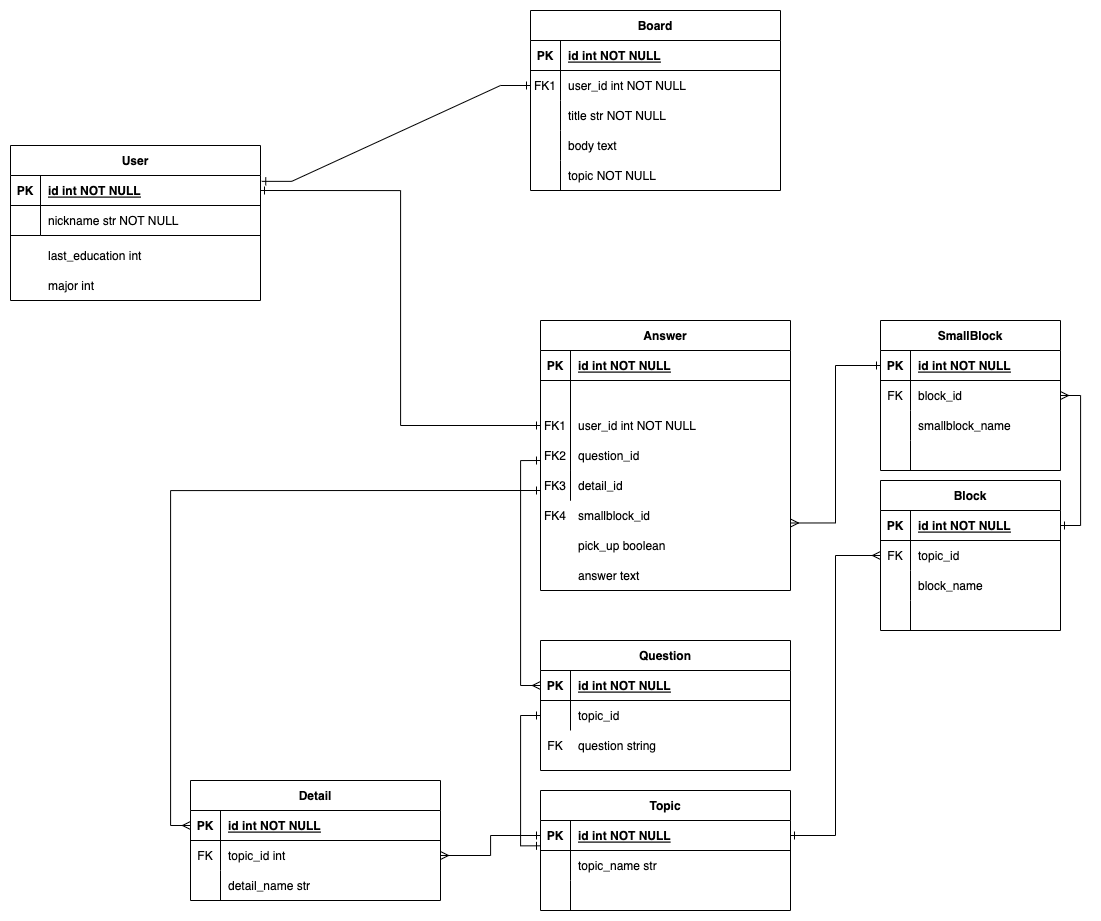 Board
PK id int NOT NULL
FK1 user_id int NOT NULL
title str NOT NULL
body text
topic NOT NULL
User
PK id int NOT NULL
nickname str NOT NULL
last_education int
major int
Answer
PK id int NOT NULL
FK1 user_id int NOT NULL
FK2 question_id
FK3 detail_id
FK4 smallblock_id
pick_up boolean
answer text
SmallBlock
PK id int NOT NULL
FK block_id
smallblock_name
Block
PK id int NOT NULL
FK topic_id
block_name
Question
PK id int NOT NULL
topic_id
FK question string
Detail
PK id int NOT NULL
FK topic_id int
detail_name str
Topic
PK id int NOT NULL
topic_name str